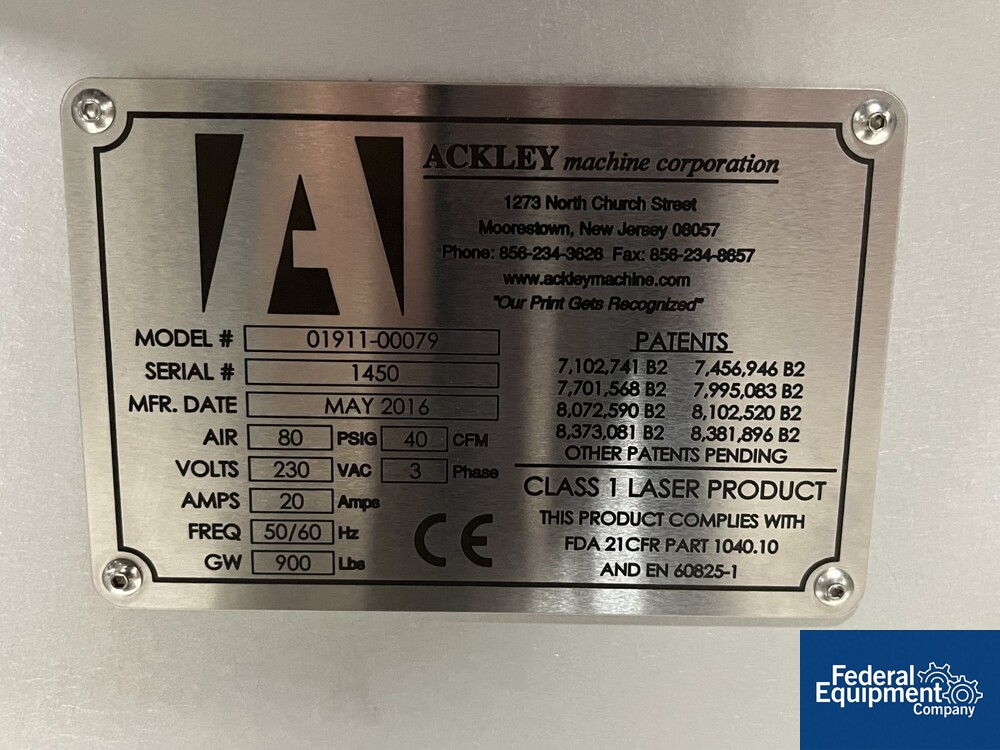 A
ACKLEY machine corporation
1273 North Church Street
Moorestown, New Jersey 08057
Phone: 856-234-3626 Fax: 856-234-8657
www.ackleymachine.com
"Our Print Gets Recognized"
MODEL # 01911-00079
SERIAL # 1450
MFR. DATE MAY 2016
AIR 80 PSIG 40 CFM
VOLTS 230 VAC 3 Phase
AMPS 20 Amps
FREQ 50/60 Hz
GW 900 Lbs
CE
PATENTS
7,102,741 B2 7,456,946 B2
7,701,568 B2 7,995,083 B2
8,072,590 B2 8,102,520 B2
8,373,081 B2 8,381,896 B2
OTHER PATENTS PENDING
CLASS 1 LASER PRODUCT
THIS PRODUCT COMPLIES WITH
FDA 21CFR PART 1040.10
AND EN 60825-1
Federal
Equipment
Company